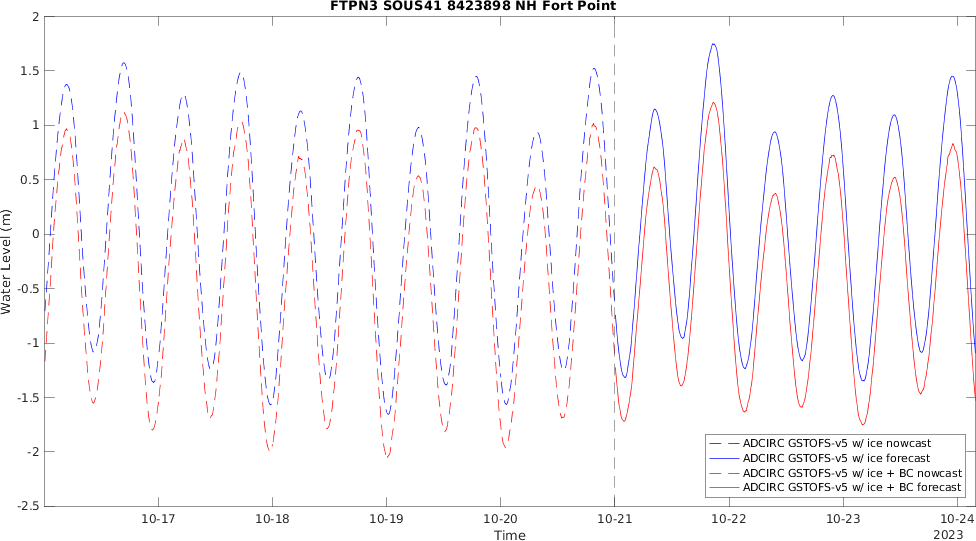 FTPN3 SOUS41 8423898 NH Fort Point
2
1.5
1
0.5
0
-0.5
-1
-1.5
-2
-2.5
Water Level (m)
10-17 10-18 10-19 10-20 10-21 10-22 10-23 10-24
Time
2023
ADCIRC GSTOFS-v5 w/ ice nowcast
ADCIRC GSTOFS-v5 w/ ice forecast
ADCIRC GSTOFS-v5 w/ ice + BC nowcast
ADCIRC GSTOFS-v5 w/ ice + BC forecast